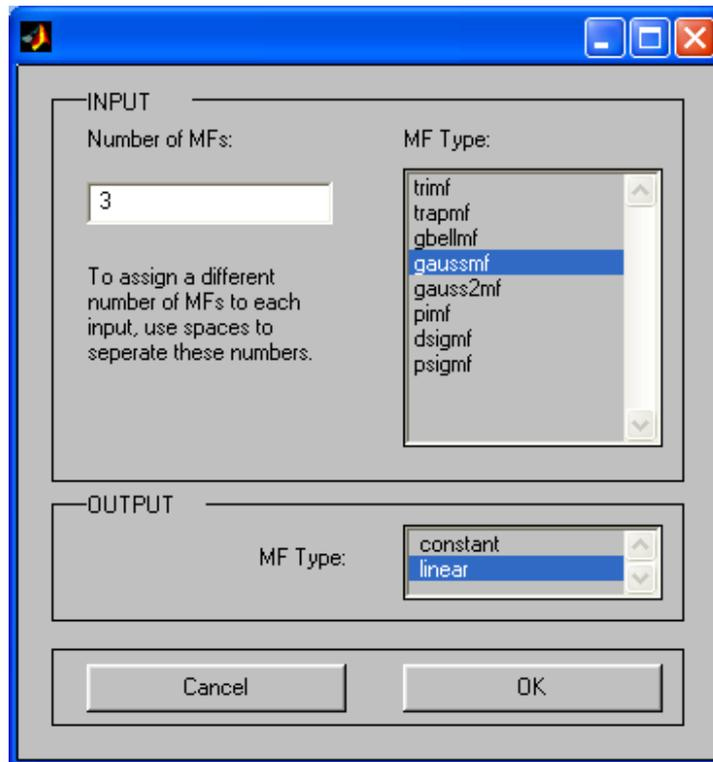 INPUT
Number of MFs:
3
To assign a different
number of MFs to each
input, use spaces to
seperate these numbers.
MF Type:
trimf
trapmf
gbellmf
gaussmf
gauss2mf
pimf
dsigmf
psigmf
OUTPUT
MF Type:
constant
linear
Cancel
OK